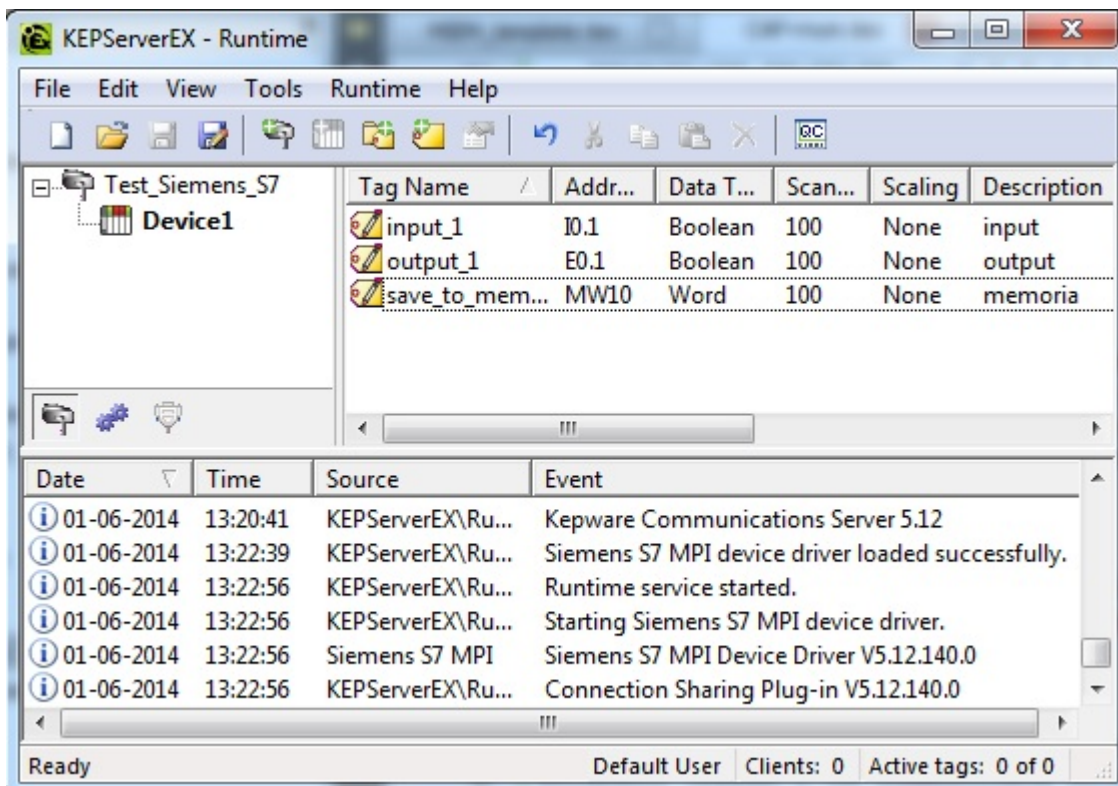 KEPServerEX - Runtime
File Edit View Tools Runtime Help
Test_Siemens_S7
Device1
Tag Name Addr... Data T... Scan... Scaling Description
input_1 I0.1 Boolean 100 None input
output_1 E0.1 Boolean 100 None output
save_to_mem... MW10 Word 100 None memoria
Date Time Source Event
01-06-2014 13:20:41 KEPServerEX\Ru... Kepware Communications Server 5.12
01-06-2014 13:22:39 KEPServerEX\Ru... Siemens S7 MPI device driver loaded successfully.
01-06-2014 13:22:56 KEPServerEX\Ru... Runtime service started.
01-06-2014 13:22:56 KEPServerEX\Ru... Starting Siemens S7 MPI device driver.
01-06-2014 13:22:56 Siemens S7 MPI Siemens S7 MPI Device Driver V5.12.140.0
01-06-2014 13:22:56 KEPServerEX\Ru... Connection Sharing Plug-in V5.12.140.0
Ready Default User Clients: 0 Active tags: 0 of 0